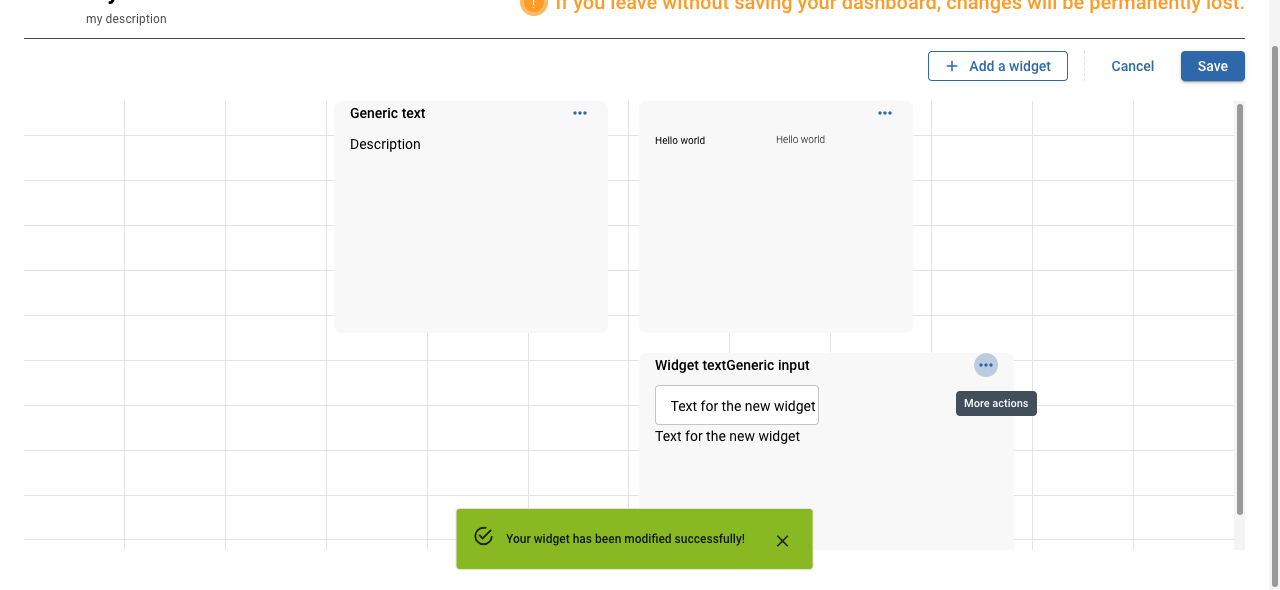 If you leave without saving your dashboard, changes will be permanently lost.
my description
Add a widget
Cancel
Save
Generic text
Description
Hello world
Hello world
Widget textGeneric input
Text for the new widget
More actions
Text for the new widget
Your widget has been modified successfully!